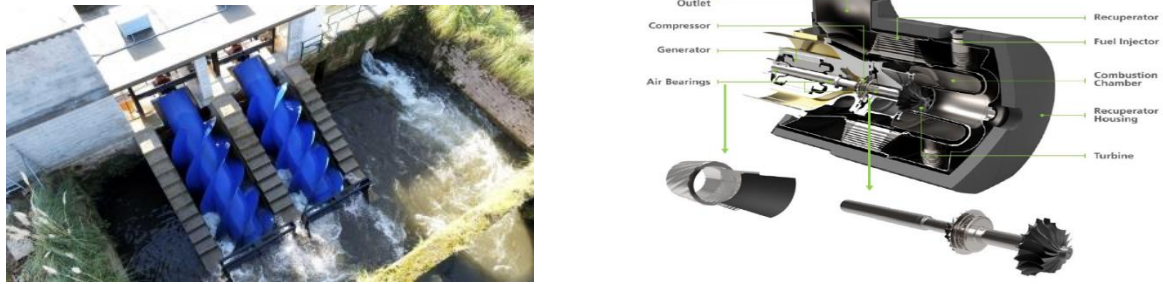 Outlet
Compressor
Generator
Air Bearings
Recuperator
Fuel Injector
Combustion
Chamber
Recuperator
Housing
Turbine